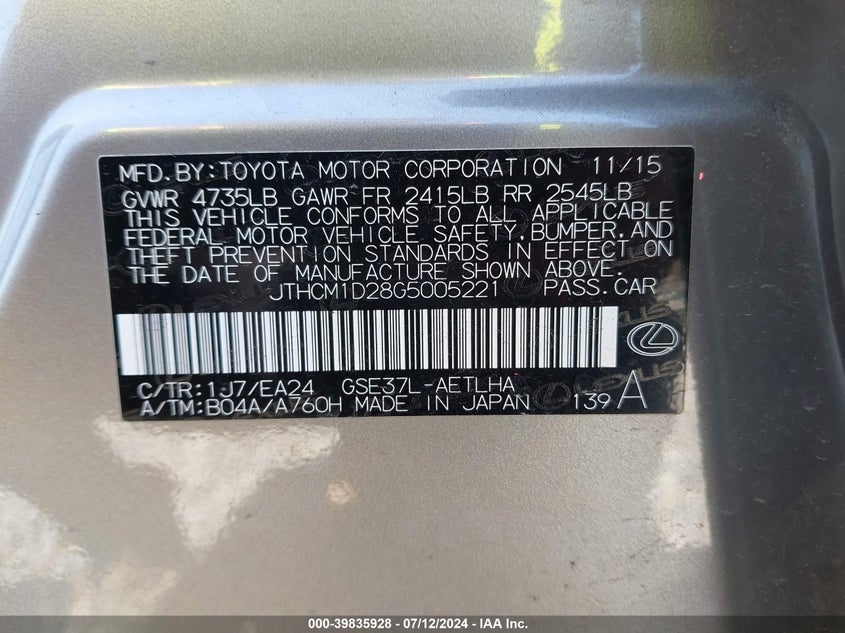 MFD.BY:TOYOTA MOTOR CORPORATION 11/15
GVWR 4735LB GAWR FR 2415LB RR 2545LB
THIS VEHICLE CONFORMS TO ALL APPLICABLE
FEDERAL MOTOR VEHICLE SAFETY,BUMPER,AND
THEFT PREVENTION STANDARDS IN EFFECT ON
THE DATE OF MANUFACTURE SHOWN ABOVE.
JTHCM1D28G5005221 PASS.CAR
C/TR:1J7/EA24 GSE37L-AETLHA
A/TM:B04A/A760H MADE IN JAPAN 139 A
000-39835928 - 07/12/2024 - IAA Inc.